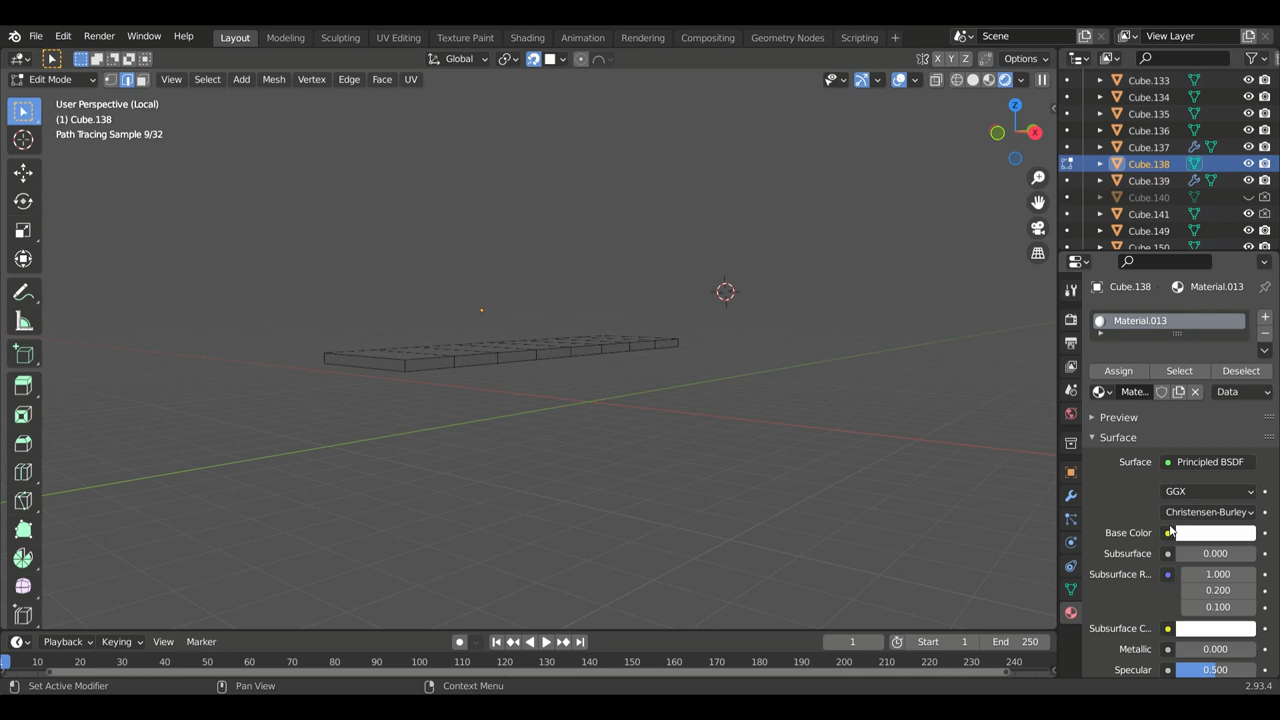 File Edit Render Window Help Layout Modeling Sculpting UV Editing Texture Paint Shading Animation Rendering Compositing Geometry Nodes Scripting + Scene View Layer
Global X Y Z Options
Edit Mode View Select Add Mesh Vertex Edge Face UV
User Perspective (Local)
(1) Cube.138
Path Tracing Sample 9/32
Z
X
Cube.133
Cube.134
Cube.135
Cube.136
Cube.137
Cube.138
Cube.139
Cube.140
Cube.141
Cube.149
Cube.150
Cube.138 Material.013
Material.013
Assign Select Deselect
Mate... Data
Preview
Surface
Surface Principled BSDF
GGX
Christensen-Burley
Base Color
Subsurface 0.000
Subsurface R... 1.000
0.200
0.100
Subsurface C...
Metallic 0.000
Specular 0.500
Playback Keying View Marker 1 Start 1 End 250
10 20 30 40 50 60 70 80 90 100 110 120 130 140 150 160 170 180 190 200 210 220 230 240
Set Active Modifier Pan View Context Menu 2.93.4